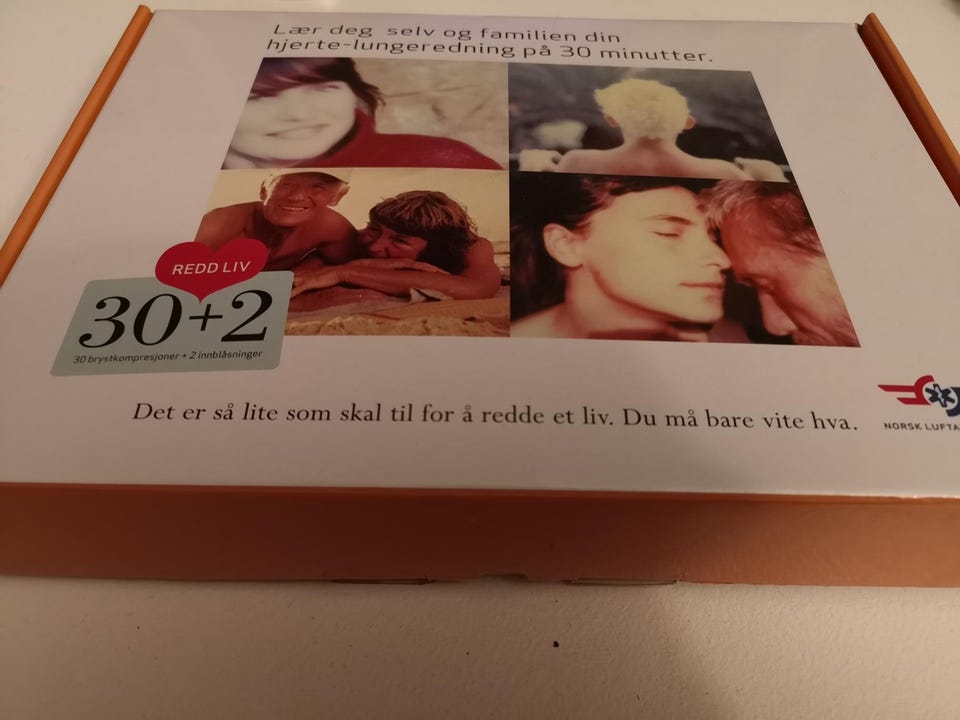 Lær deg selv og familien din
hjerte-lungeredning på 30 minutter.
REDD LIV
30+2
30 brystkompresjoner + 2 innblåsninger
Det er så lite som skal til for å redde et liv. Du må bare vite hva.
NORSK LUFTA